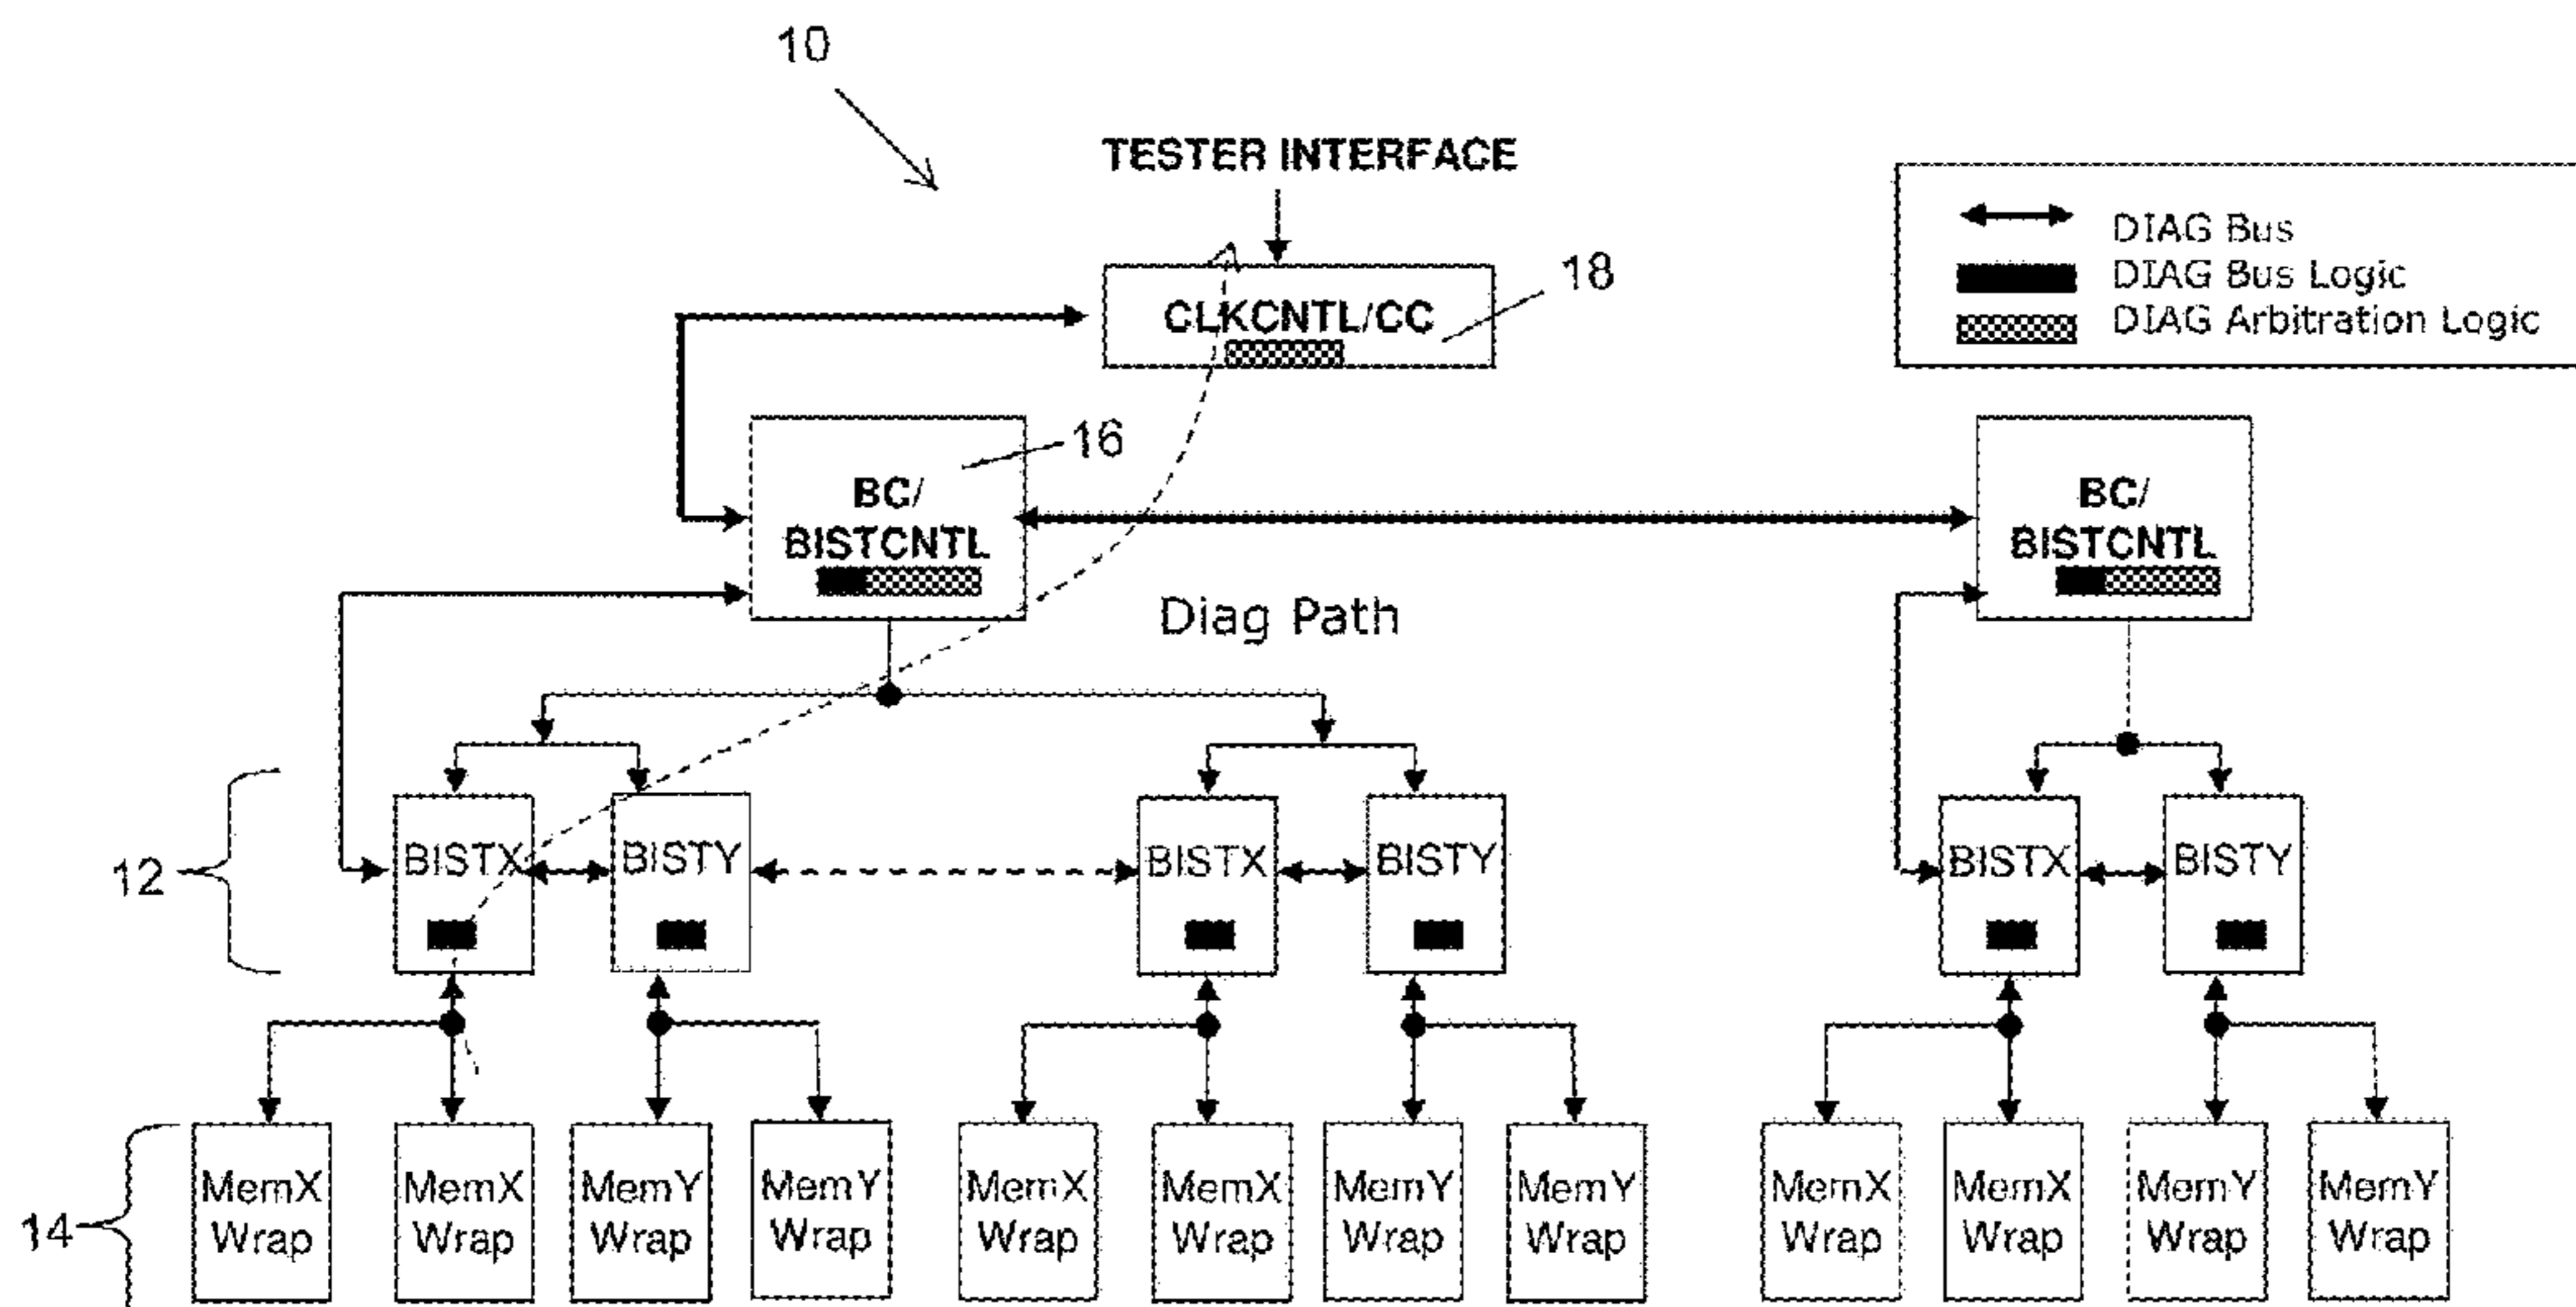 10
TESTER INTERFACE
DIAG Bus
DIAG Bus Logic
DIAG Arbitration Logic
18
CLKCNTL/CC
16
BC/
BISTCNTL
BC/
BISTCNTL
Diag Path
12
BISTX
BISTY
BISTX
BISTY
BISTX
BISTY
14
MemX
Wrap
MemX
Wrap
MemY
Wrap
MemY
Wrap
MemX
Wrap
MemX
Wrap
MemY
Wrap
MemY
Wrap
MemX
Wrap
MemX
Wrap
MemY
Wrap
MemY
Wrap